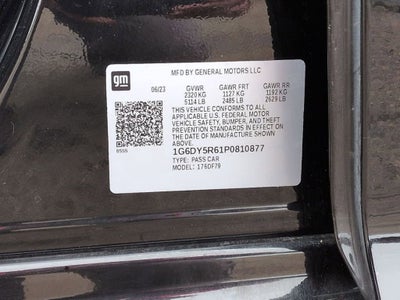 gm
MFD BY GENERAL MOTORS LLC
06/23 GVWR GAWR FRT GAWR RR
2320 KG 1127 KG 1192 KG
5114 LB 2485 LB 2629 LB
THIS VEHICLE CONFORMS TO ALL
APPLICABLE U.S. FEDERAL MOTOR
VEHICLE SAFETY, BUMPER, AND THEFT
PREVENTION STANDARDS IN EFFECT ON
THE DATE OF MANUFACTURE SHOWN ABOVE.
1G6DY5R61P0810877
TYPE: PASS CAR
MODEL: 176DF79